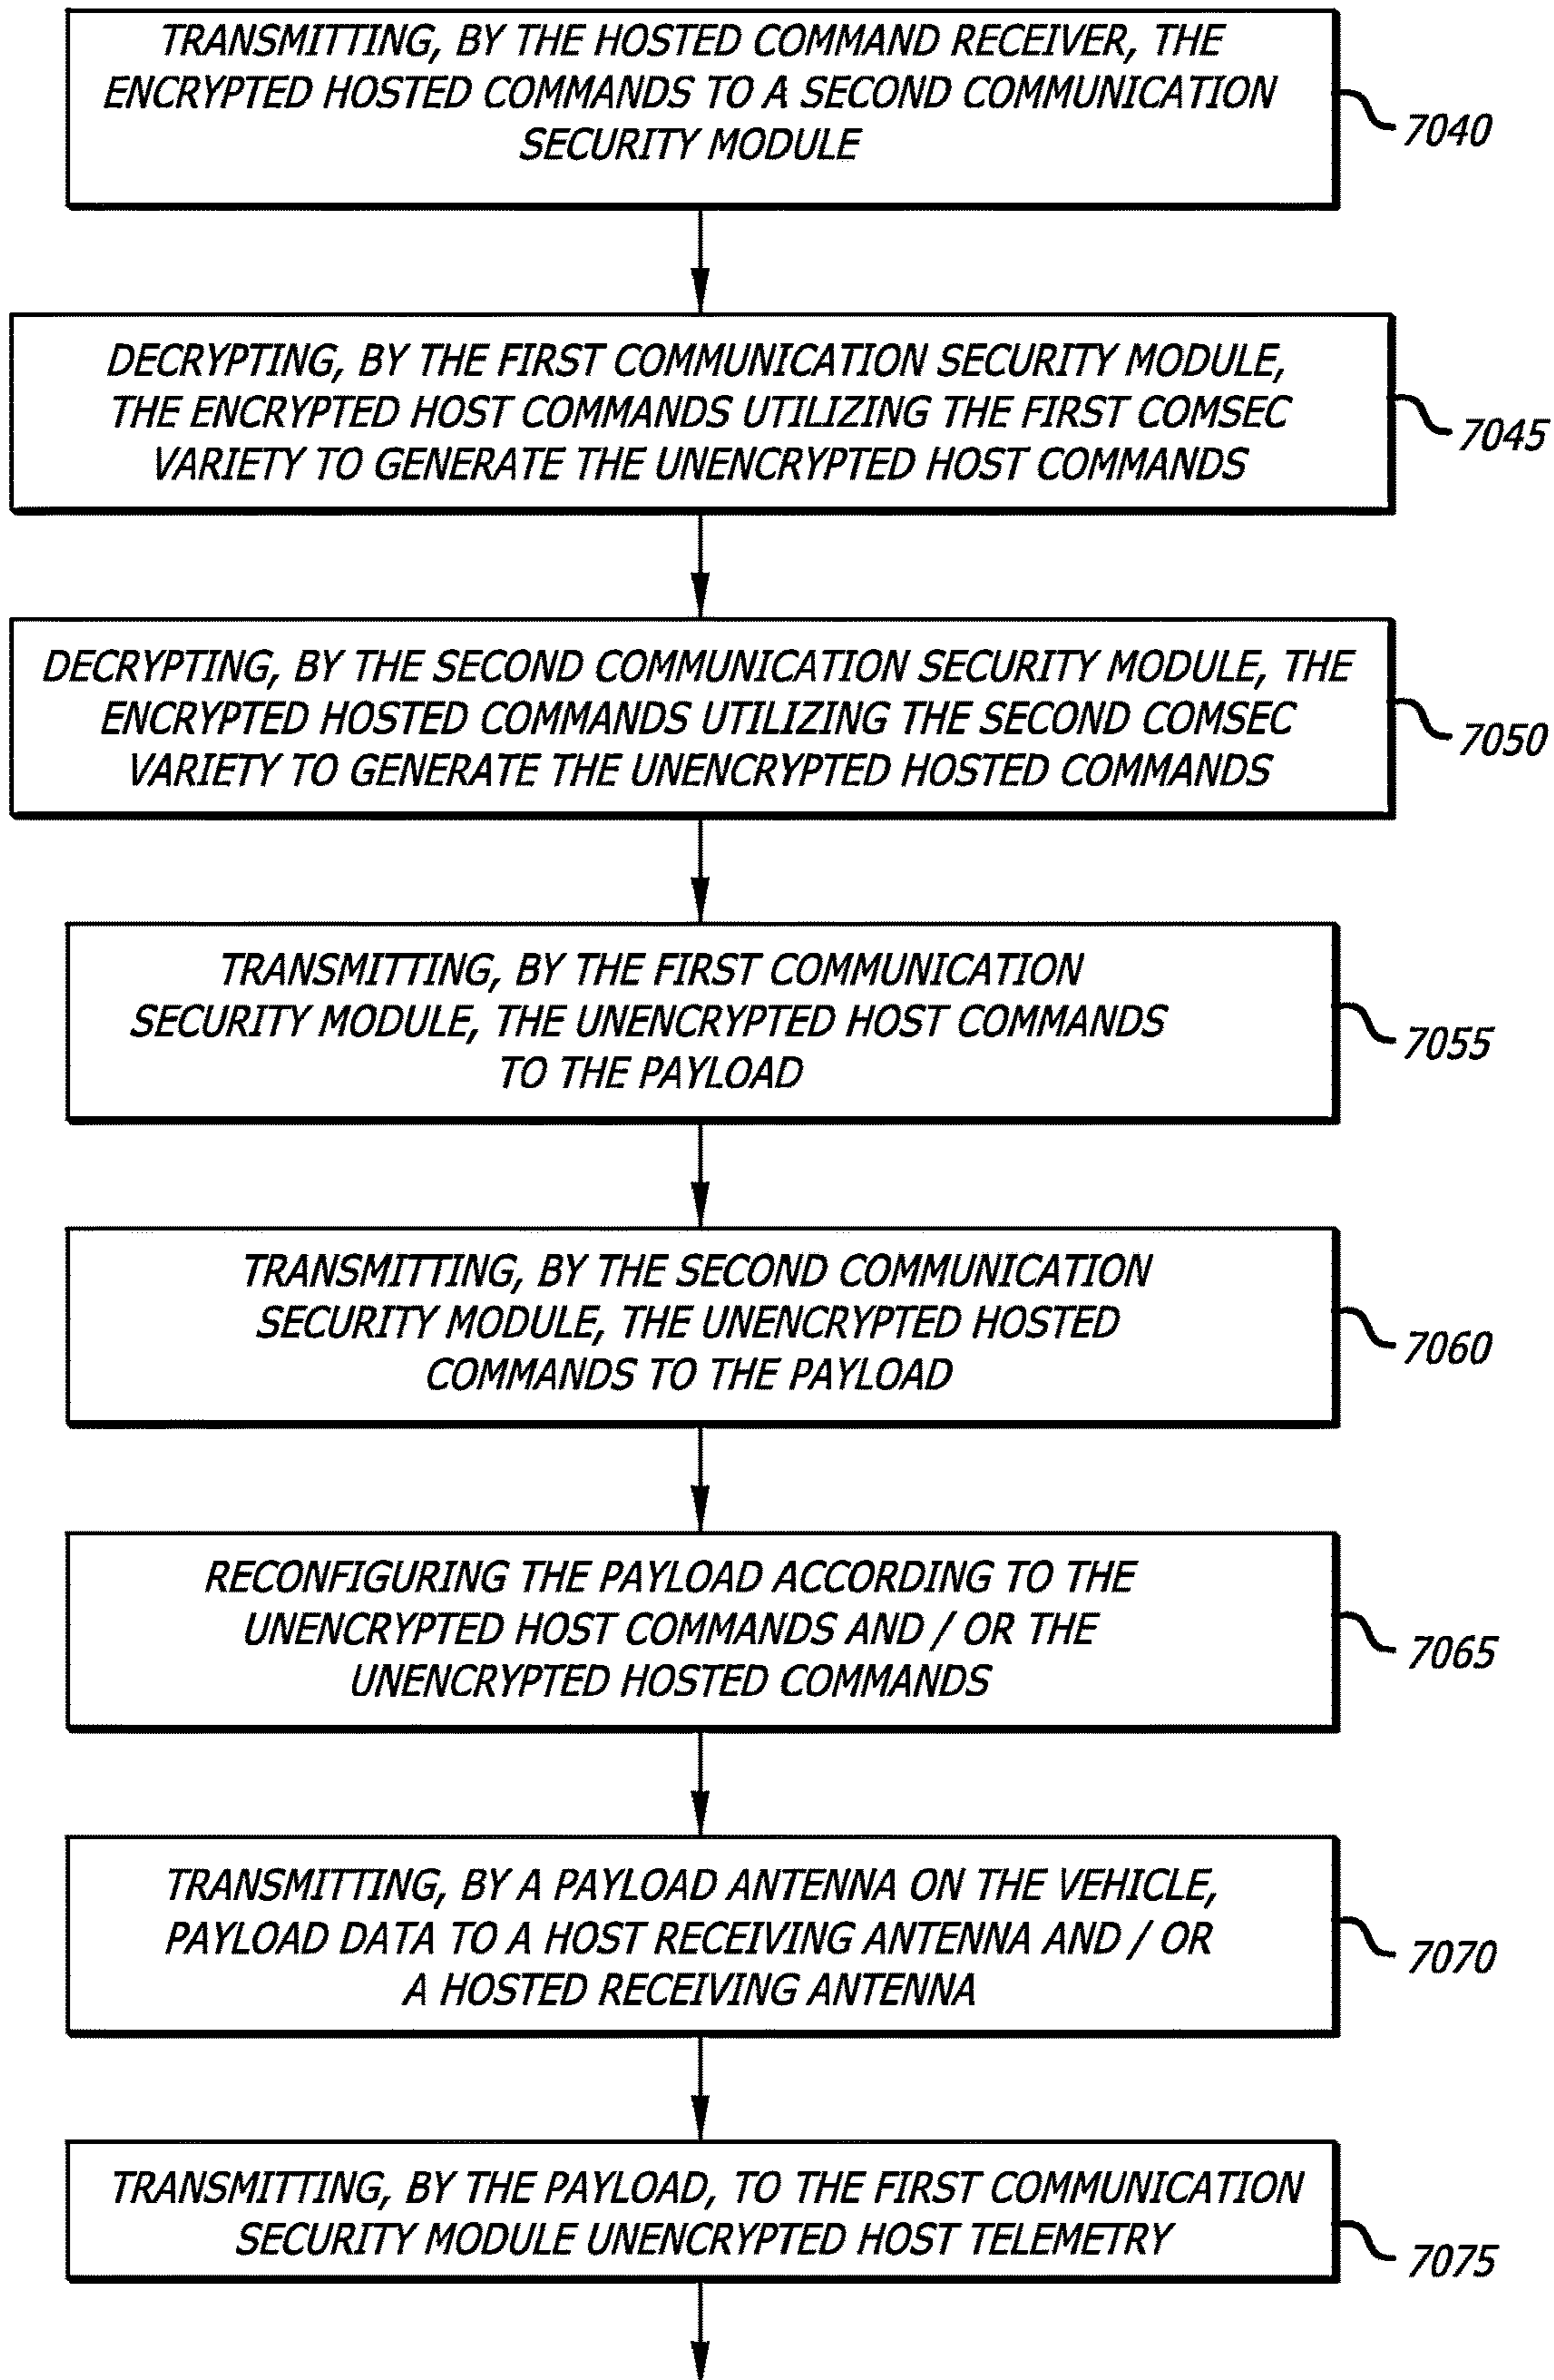 TRANSMITTING, BY THE HOSTED COMMAND RECEIVER, THE
ENCRYPTED HOSTED COMMANDS TO A SECOND COMMUNICATION
SECURITY MODULE
7040
DECRYPTING, BY THE FIRST COMMUNICATION SECURITY MODULE,
THE ENCRYPTED HOST COMMANDS UTILIZING THE FIRST COMSEC
VARIETY TO GENERATE THE UNENCRYPTED HOST COMMANDS
7045
DECRYPTING, BY THE SECOND COMMUNICATION SECURITY MODULE, THE
ENCRYPTED HOSTED COMMANDS UTILIZING THE SECOND COMSEC
VARIETY TO GENERATE THE UNENCRYPTED HOSTED COMMANDS
7050
TRANSMITTING, BY THE FIRST COMMUNICATION
SECURITY MODULE, THE UNENCRYPTED HOST COMMANDS
TO THE PAYLOAD
7055
TRANSMITTING, BY THE SECOND COMMUNICATION
SECURITY MODULE, THE UNENCRYPTED HOSTED
COMMANDS TO THE PAYLOAD
7060
RECONFIGURING THE PAYLOAD ACCORDING TO THE
UNENCRYPTED HOST COMMANDS AND / OR THE
UNENCRYPTED HOSTED COMMANDS
7065
TRANSMITTING, BY A PAYLOAD ANTENNA ON THE VEHICLE,
PAYLOAD DATA TO A HOST RECEIVING ANTENNA AND / OR
A HOSTED RECEIVING ANTENNA
7070
TRANSMITTING, BY THE PAYLOAD, TO THE FIRST COMMUNICATION
SECURITY MODULE UNENCRYPTED HOST TELEMETRY
7075